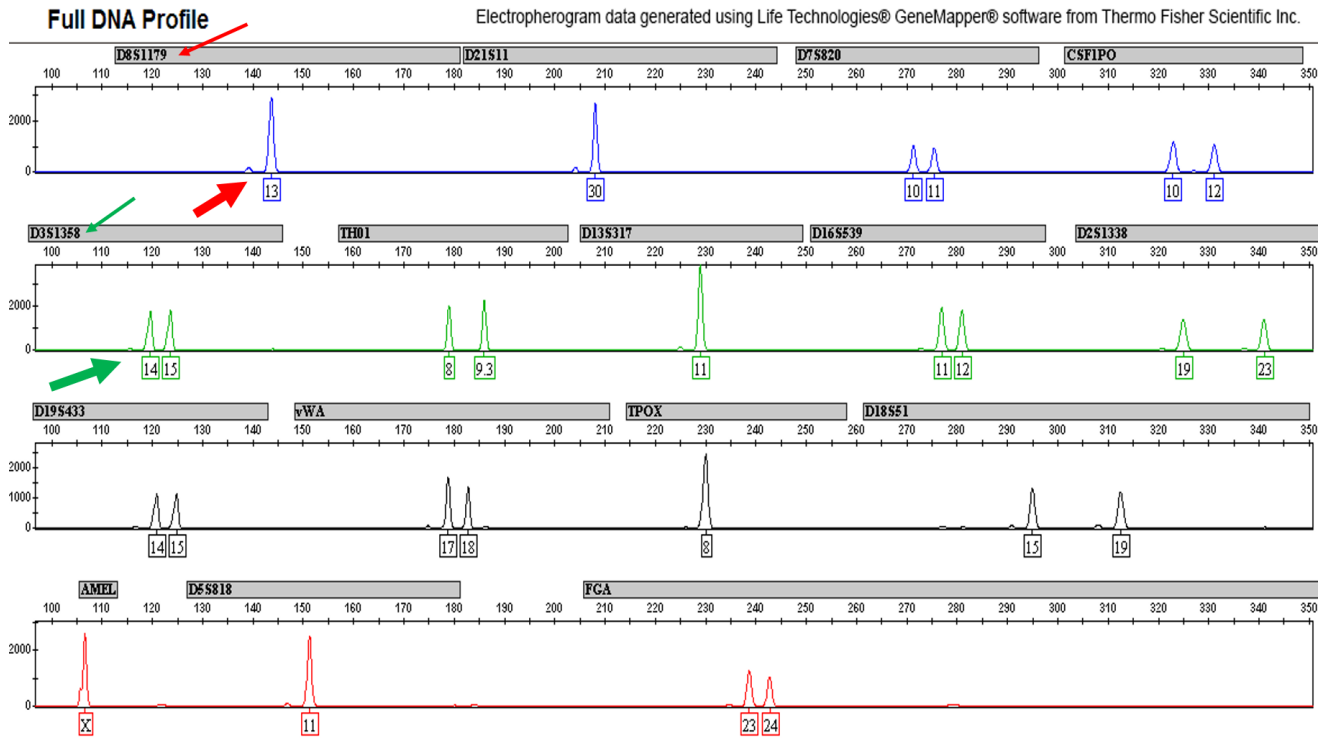 Full DNA Profile
Electropherogram data generated using Life Technologies® GeneMapper® software from Thermo Fisher Scientific Inc.
D8S1179 D21S11 D7S820 CSF1PO
100 110 120 130 140 150 160 170 180 190 200 210 220 230 240 250 260 270 280 290 300 310 320 330 340 350
2000
0
13 30 10 11 10 12
D3S1358 TH01 D13S317 D16S539 D2S1338
100 110 120 130 140 150 160 170 180 190 200 210 220 230 240 250 260 270 280 290 300 310 320 330 340 350
2000
0
14 15 8 9.3 11 11 12 19 23
D19S433 vWA TPOX D18S51
100 110 120 130 140 150 160 170 180 190 200 210 220 230 240 250 260 270 280 290 300 310 320 330 340 350
2000
1000
0
14 15 17 18 8 15 19
AMEL D5S818 FGA
100 110 120 130 140 150 160 170 180 190 200 210 220 230 240 250 260 270 280 290 300 310 320 330 340 350
2000
0
X 11 23 24